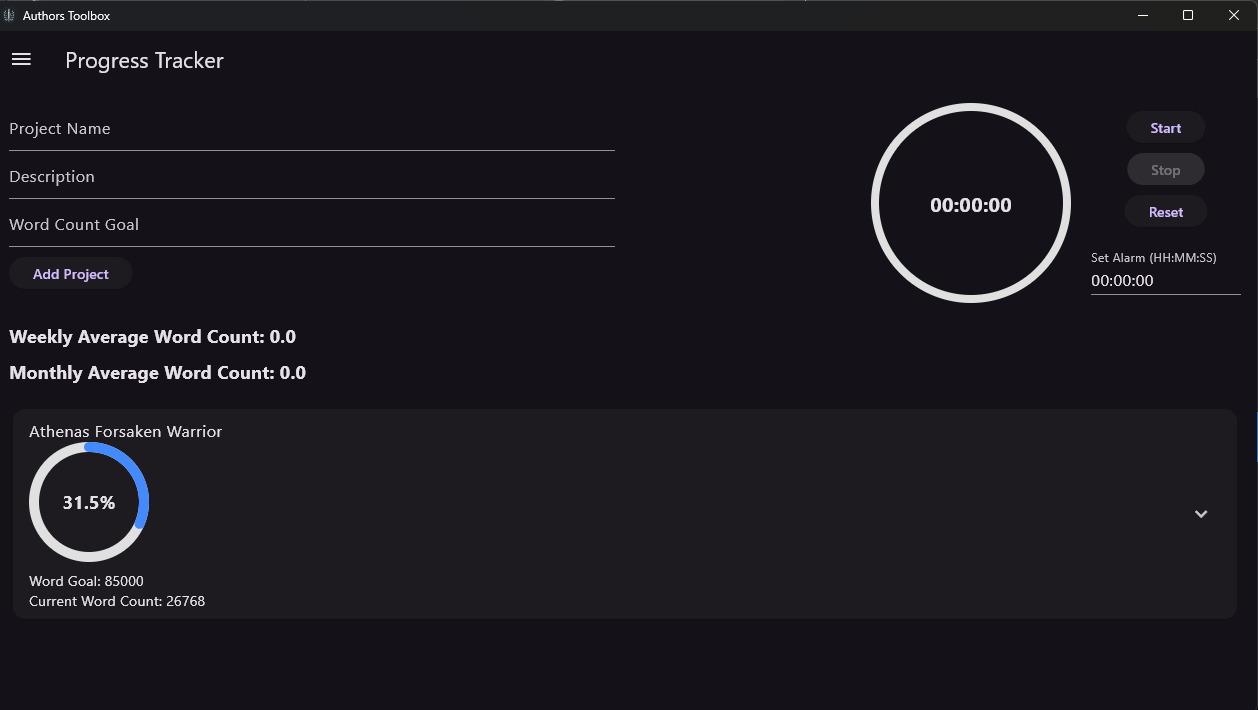 Authors Toolbox
Progress Tracker
Project Name
Description
Word Count Goal
Add Project
00:00:00
Start
Stop
Reset
Set Alarm (HH:MM:SS)
00:00:00
Weekly Average Word Count: 0.0
Monthly Average Word Count: 0.0
Athenas Forsaken Warrior
31.5%
Word Goal: 85000
Current Word Count: 26768